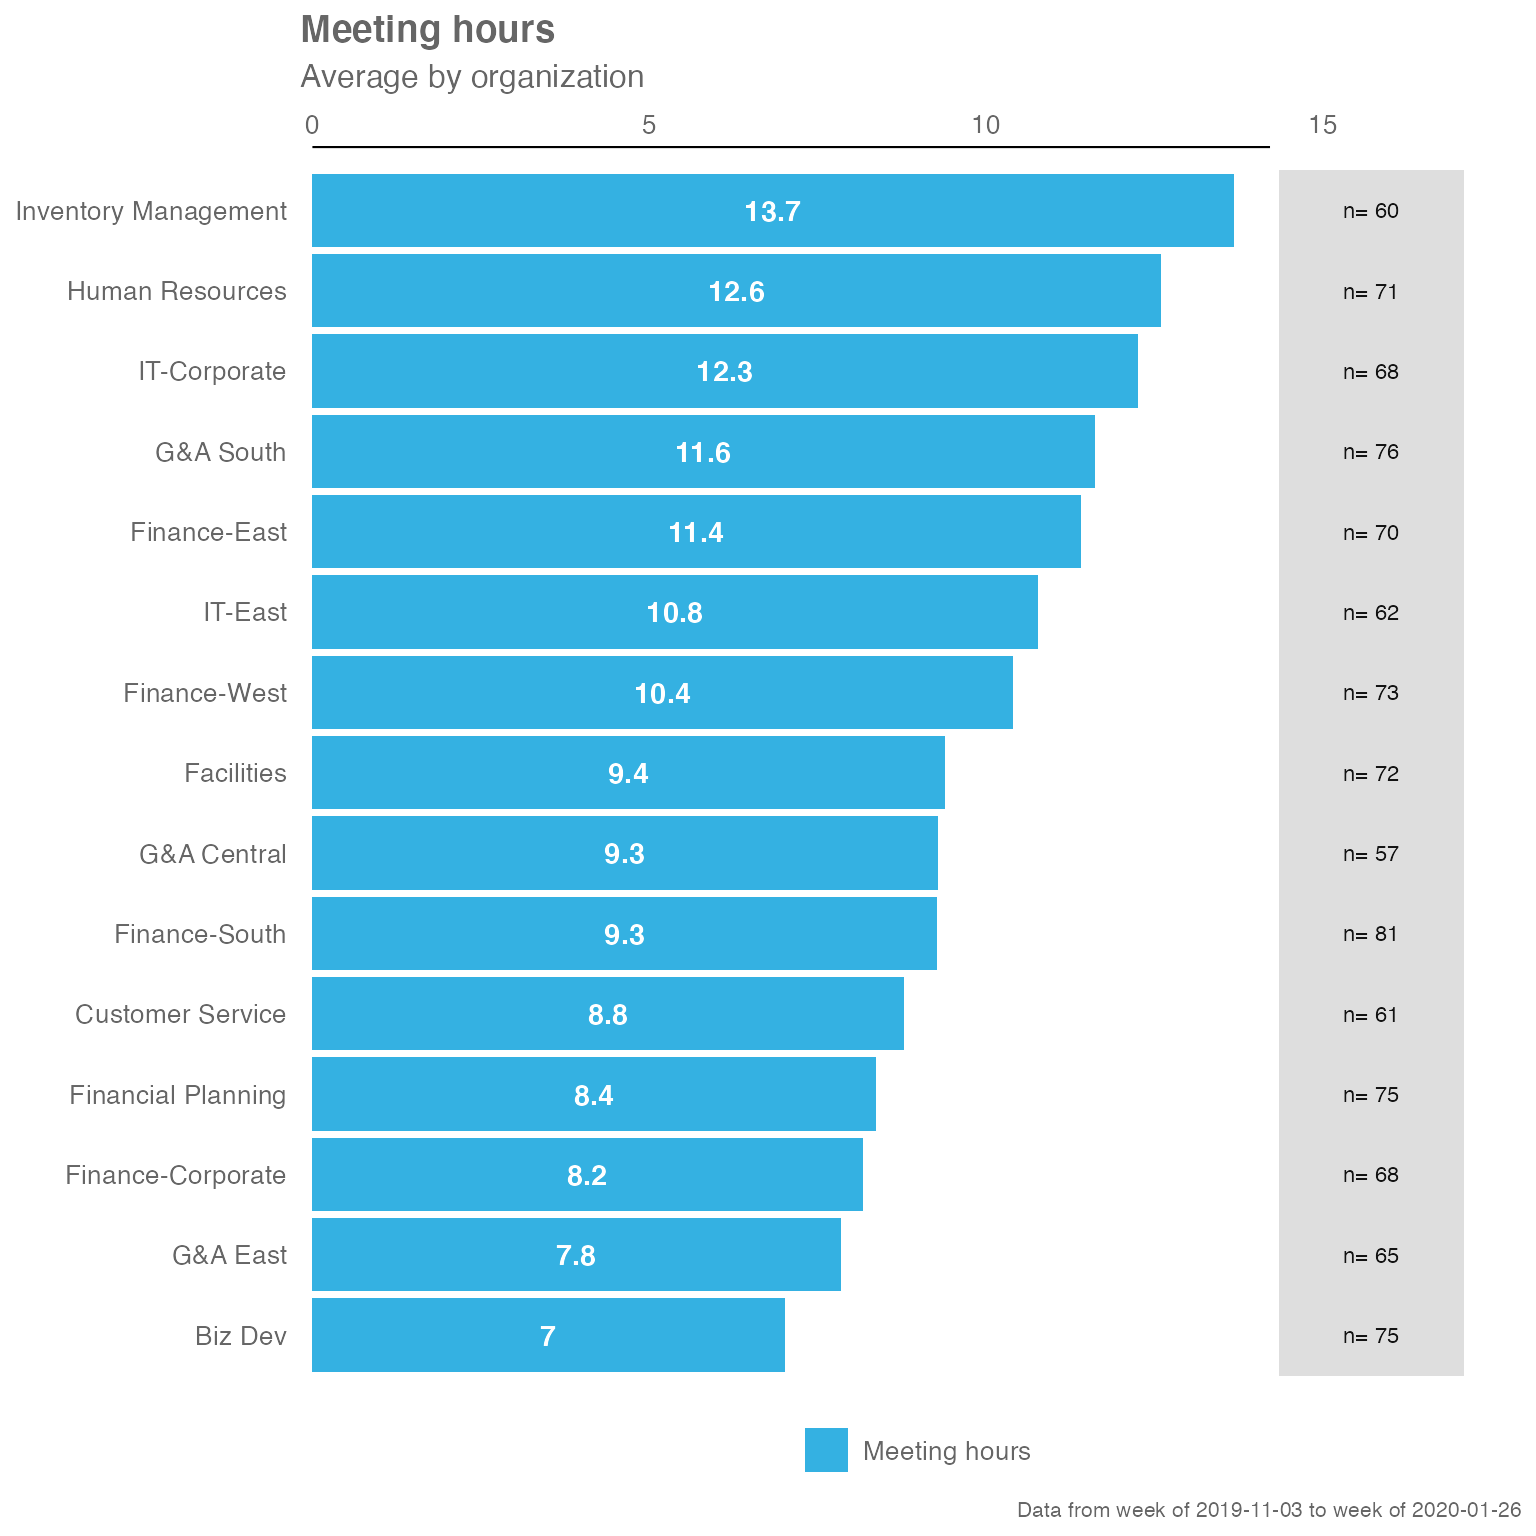 Meeting hours
Average by organization
0 5 10 15
Inventory Management 13.7 n= 60
Human Resources 12.6 n= 71
IT-Corporate 12.3 n= 68
G&A South 11.6 n= 76
Finance-East 11.4 n= 70
IT-East 10.8 n= 62
Finance-West 10.4 n= 73
Facilities 9.4 n= 72
G&A Central 9.3 n= 57
Finance-South 9.3 n= 81
Customer Service 8.8 n= 61
Financial Planning 8.4 n= 75
Finance-Corporate 8.2 n= 68
G&A East 7.8 n= 65
Biz Dev 7 n= 75
Meeting hours
Data from week of 2019-11-03 to week of 2020-01-26